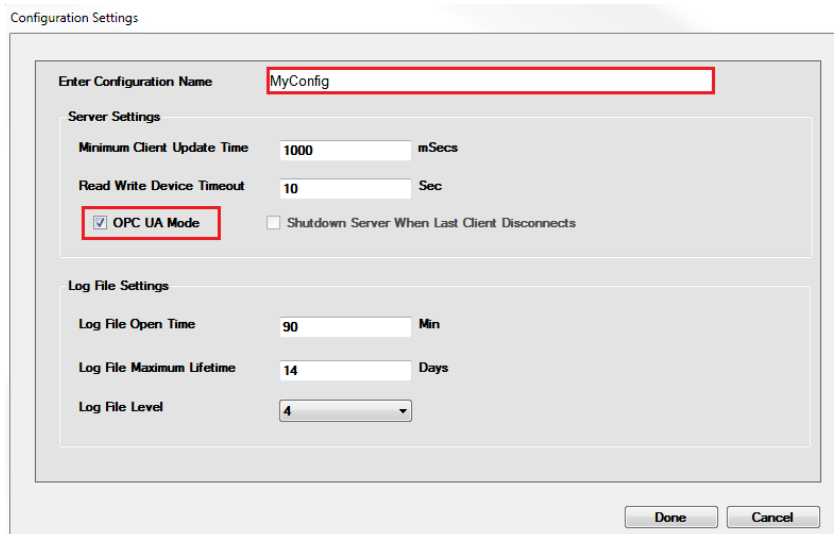 Configuration Settings
Enter Configuration Name MyConfig
Server Settings
Minimum Client Update Time 1000 mSecs
Read Write Device Timeout 10 Sec
OPC UA Mode Shutdown Server When Last Client Disconnects
Log File Settings
Log File Open Time 90 Min
Log File Maximum Lifetime 14 Days
Log File Level 4
Done Cancel